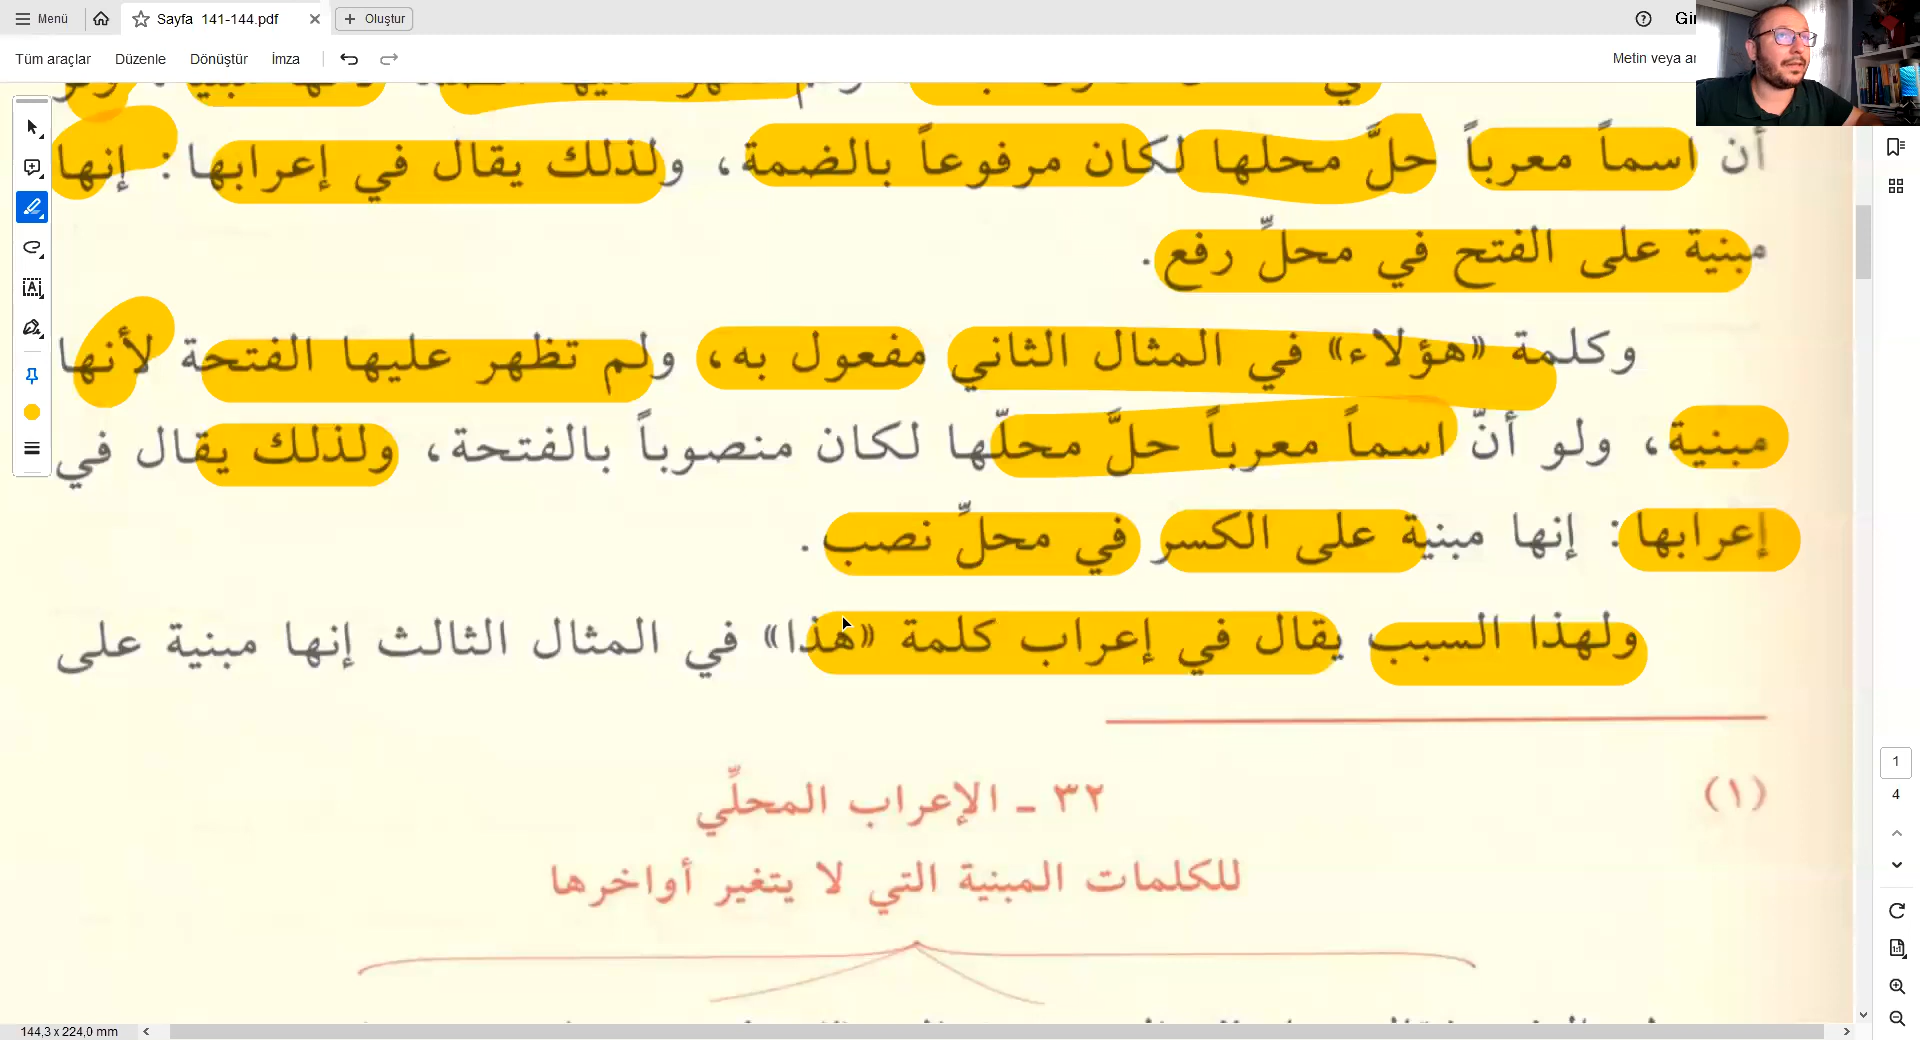 Menü
Sayfa 141-144.pdf
Oluştur
Gir
Tüm araçlar
Düzenle
Dönüştür
İmza
Metin veya ar
أن اسماً معرباً حلَّ محلها لكان مرفوعاً بالضمة، ولذلك يقال في إعرابها: إنها
مبنية على الفتح في محلِّ رفع.
وكلمة «هؤلاء» في المثال الثاني مفعول به، ولم تظهر عليها الفتحة لأنها
مبنية، ولو أنّ اسماً معرباً حلَّ محلّها لكان منصوباً بالفتحة، ولذلك يقال في
إعرابها: إنها مبنية على الكسر في محلِّ نصب.
ولهذا السبب يقال في إعراب كلمة «هذا» في المثال الثالث إنها مبنية على
(١)
٣٢ ـ الإعراب المحلِّي
للكلمات المبنية التي لا يتغير أواخرها
1
4
144,3 x 224,0 mm